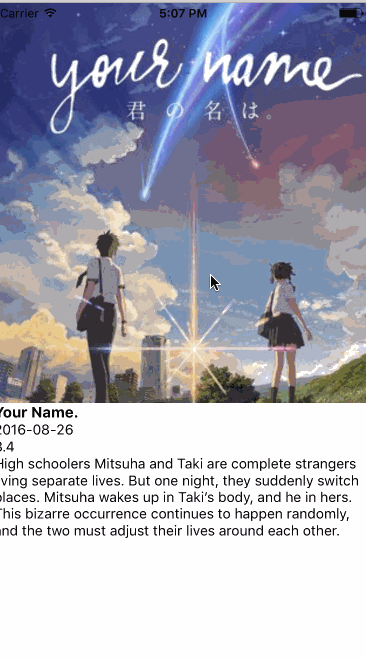 Carrier 5:07 PM
your name
君の名は。
Your Name.
2016-08-26
8.4
High schoolers Mitsuha and Taki are complete strangers
living separate lives. But one night, they suddenly switch
places. Mitsuha wakes up in Taki’s body, and he in hers.
This bizarre occurrence continues to happen randomly,
and the two must adjust their lives around each other.